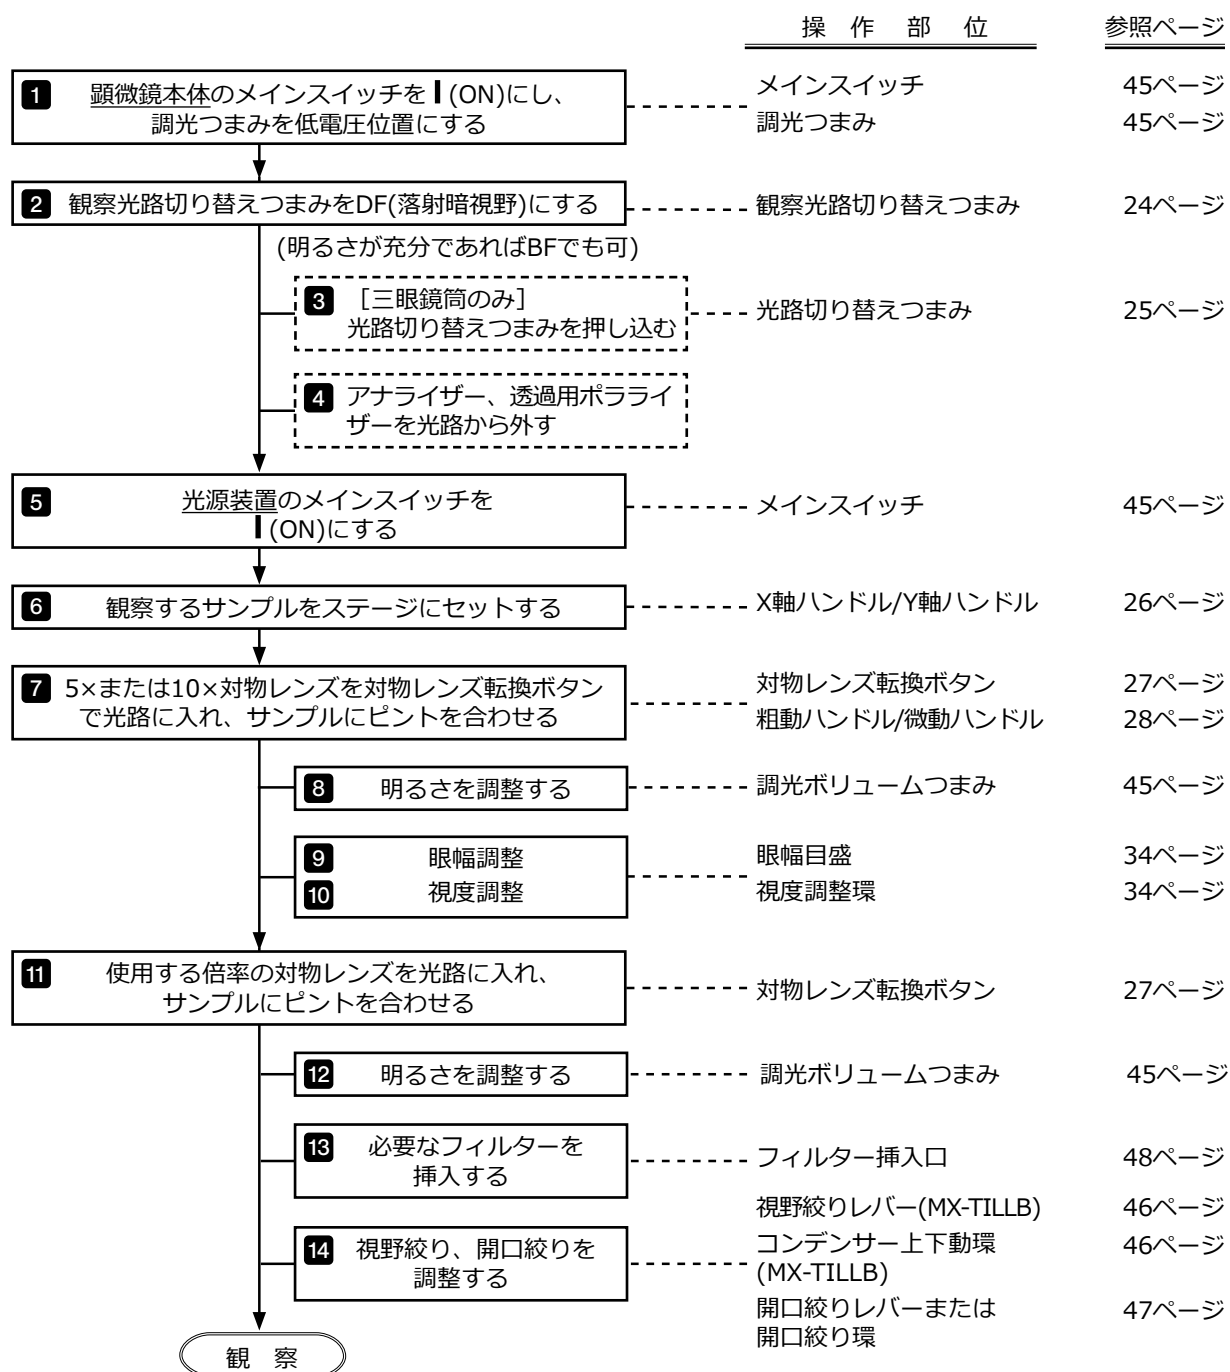 操 作 部 位 参照ページ
1 顕微鏡本体のメインスイッチを I (ON)にし、 メインスイッチ 45ページ
調光つまみを低電圧位置にする 調光つまみ 45ページ
2 観察光路切り替えつまみをDF(落射暗視野)にする 観察光路切り替えつまみ 24ページ
(明るさが充分であればBFでも可)
3 [三眼鏡筒のみ]
光路切り替えつまみを押し込む 光路切り替えつまみ 25ページ
4 アナライザー、透過用ポラライ
ザーを光路から外す
5 光源装置のメインスイッチを
I (ON)にする メインスイッチ 45ページ
6 観察するサンプルをステージにセットする X軸ハンドル/Y軸ハンドル 26ページ
7 5×または10×対物レンズを対物レンズ転換ボタン 対物レンズ転換ボタン 27ページ
で光路に入れ、サンプルにピントを合わせる 粗動ハンドル/微動ハンドル 28ページ
8 明るさを調整する 調光ボリュームつまみ 45ページ
9 眼幅調整 眼幅目盛 34ページ
10 視度調整 視度調整環 34ページ
11 使用する倍率の対物レンズを光路に入れ、
サンプルにピントを合わせる 対物レンズ転換ボタン 27ページ
12 明るさを調整する 調光ボリュームつまみ 45ページ
13 必要なフィルターを
挿入する フィルター挿入口 48ページ
視野絞りレバー(MX-TILLB) 46ページ
14 視野絞り、開口絞りを コンデンサー上下動環 46ページ
調整する (MX-TILLB)
開口絞りレバーまたは 47ページ
開口絞り環
観 察